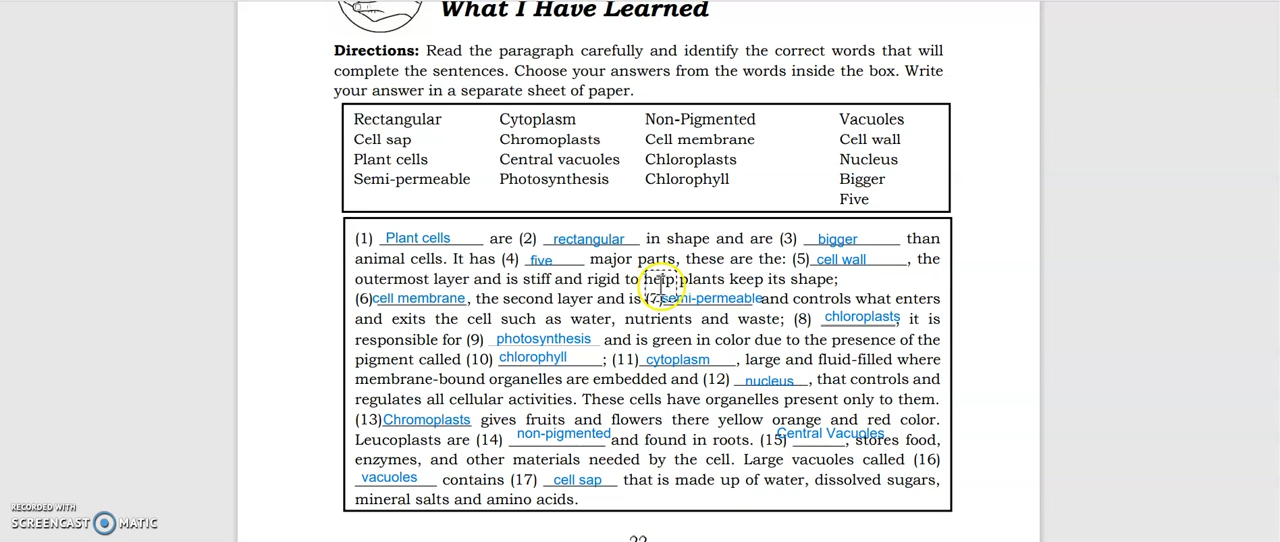 What I Have Learned
Directions: Read the paragraph carefully and identify the correct words that will
complete the sentences. Choose your answers from the words inside the box. Write
your answer in a separate sheet of paper.
Rectangular Cytoplasm Non-Pigmented Vacuoles
Cell sap Chromoplasts Cell membrane Cell wall
Plant cells Central vacuoles Chloroplasts Nucleus
Semi-permeable Photosynthesis Chlorophyll Bigger
Five
(1) Plant cells are (2) rectangular in shape and are (3) bigger than
animal cells. It has (4) five major parts, these are the: (5) cell wall, the
outermost layer and is stiff and rigid to help plants keep its shape;
(6)cell membrane, the second layer and is (7)semi-permeable and controls what enters
and exits the cell such as water, nutrients and waste; (8) chloroplasts, it is
responsible for (9) photosynthesis and is green in color due to the presence of the
pigment called (10) chlorophyll ; (11) cytoplasm, large and fluid-filled where
membrane-bound organelles are embedded and (12) nucleus, that controls and
regulates all cellular activities. These cells have organelles present only to them.
(13)Chromoplasts gives fruits and flowers there yellow orange and red color.
Leucoplasts are (14) non-pigmented and found in roots. (15) Central Vacuoles, stores food,
enzymes, and other materials needed by the cell. Large vacuoles called (16)
vacuoles contains (17) cell sap that is made up of water, dissolved sugars,
mineral salts and amino acids.
RECORDED WITH
SCREENCAST MATIC